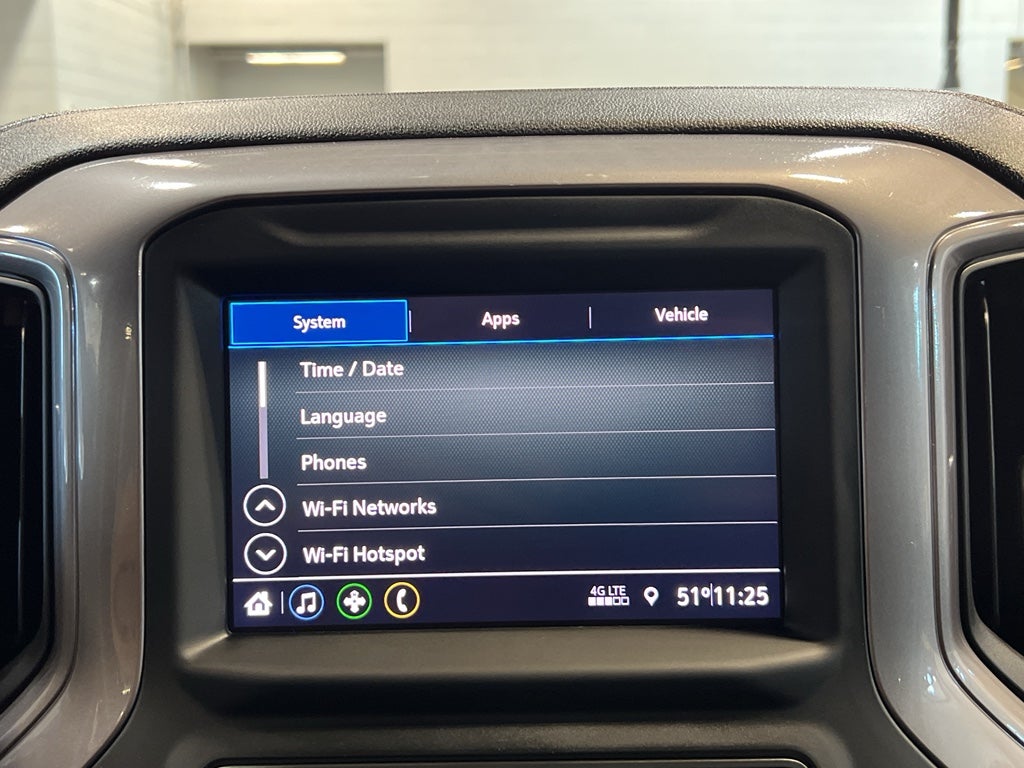 System Apps Vehicle
Time / Date
Language
Phones
Wi-Fi Networks
Wi-Fi Hotspot
4G LTE 51° 11:25